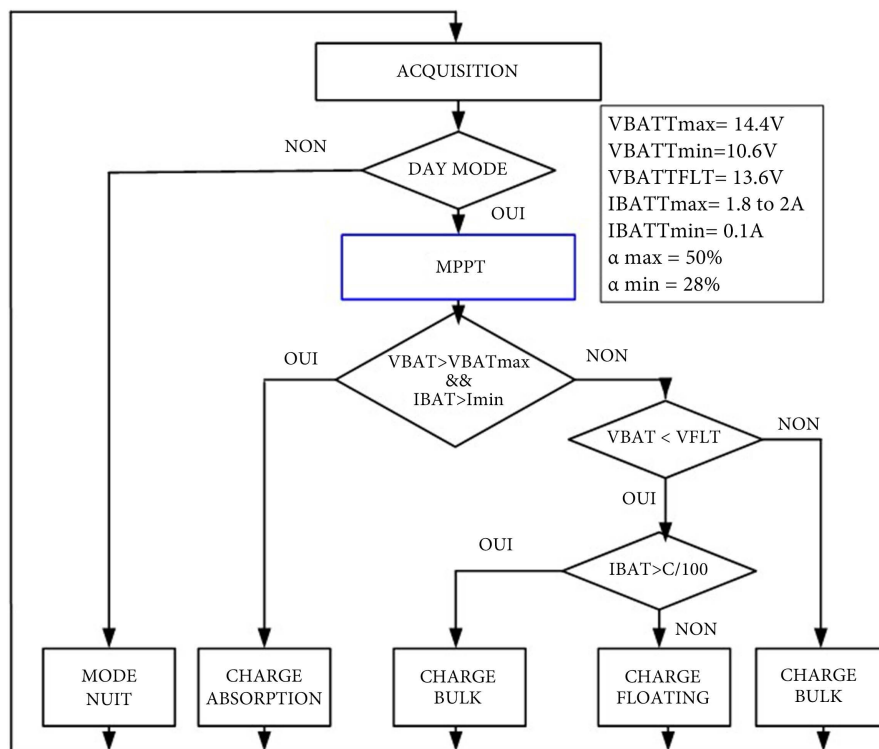 ACQUISITION
VBATTmax= 14.4V
VBATTmin=10.6V
VBATTFLT= 13.6V
IBATTmax= 1.8 to 2A
IBATTmin= 0.1A
α max = 50%
α min = 28%
NON
DAY MODE
OUI
MPPT
OUI
VBAT>VBATmax
&&
IBAT>Imin
NON
VBAT < VFLT
NON
OUI
OUI
IBAT>C/100
NON
MODE
NUIT
CHARGE
ABSORPTION
CHARGE
BULK
CHARGE
FLOATING
CHARGE
BULK